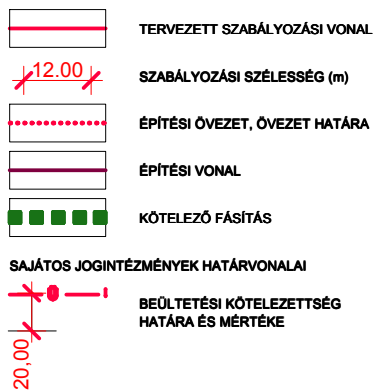 TERVEZETT SZABÁLYOZÁSI VONAL
12.00
SZABÁLYOZÁSI SZÉLESSÉG (m)
ÉPÍTÉSI ÖVEZET, ÖVEZET HATÁRA
ÉPÍTÉSI VONAL
KÖTELEZŐ FÁSÍTÁS
SAJÁTOS JOGINTÉZMÉNYEK HATÁRVONALAI
BEÜLTETÉSI KÖTELEZETTSÉG
HATÁRA ÉS MÉRTÉKE
20,00